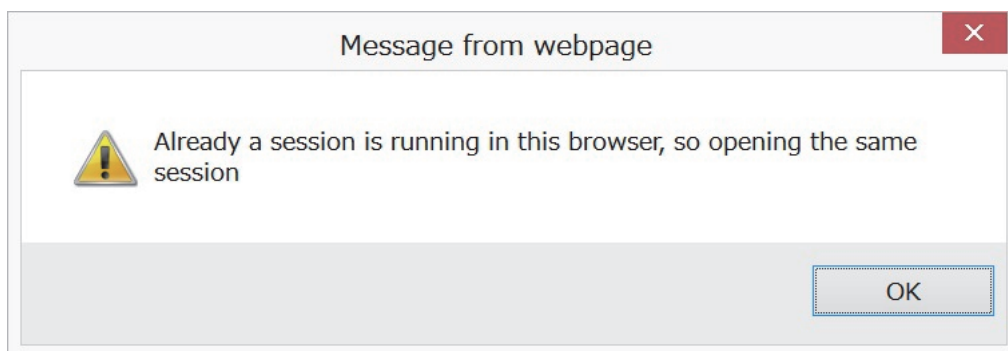 Message from webpage
Already a session is running in this browser, so opening the same
session
OK